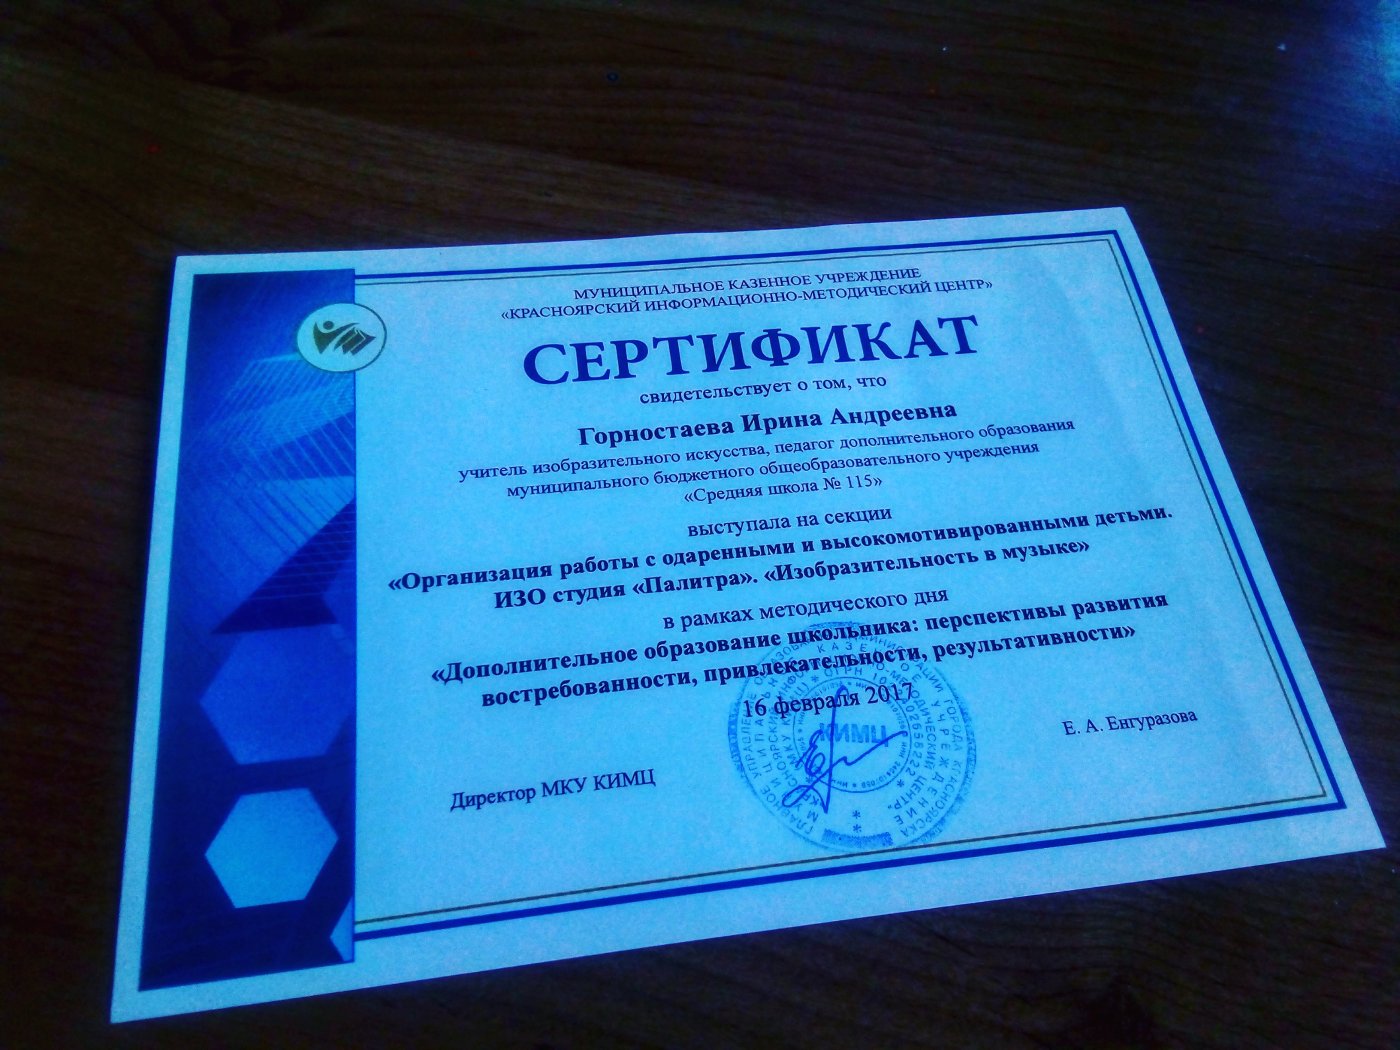 МУНИЦИПАЛЬНОЕ КАЗЕННОЕ УЧРЕЖДЕНИЕ
«КРАСНОЯРСКИЙ ИНФОРМАЦИОННО-МЕТОДИЧЕСКИЙ ЦЕНТР»
СЕРТИФИКАТ
свидетельствует о том, что
Горностаева Ирина Андреевна
учитель изобразительного искусства, педагог дополнительного образования
муниципального бюджетного общеобразовательного учреждения
«Средняя школа № 115»
выступала на секции
«Организация работы с одаренными и высокомотивированными детьми.
ИЗО студия «Палитра». «Изобразительность в музыке»
в рамках методического дня
«Дополнительное образование школьника: перспективы развития
востребованности, привлекательности, результативности»
16 февраля 2017
КИМЦ
Директор МКУ КИМЦ
Е. А. Енгуразова